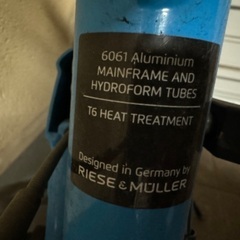 6061 Aluminium
MAINFRAME AND
HYDROFORM TUBES
T6 HEAT TREATMENT
Designed in Germany by
RIESE & MÜLLER